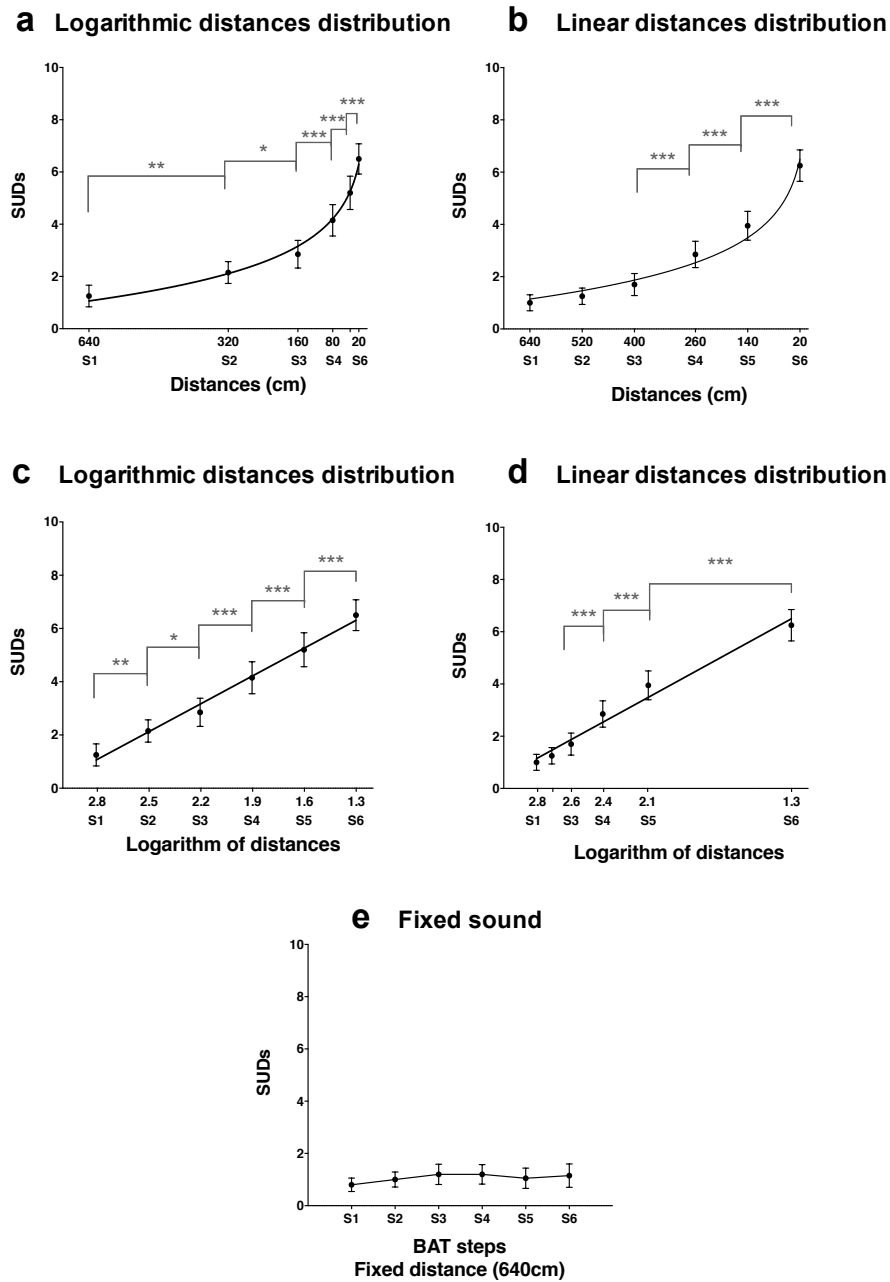 a Logarithmic distances distribution
SUDs
10
8
6
4
2
0
** * *** *** ***
640 320 160 80 20
S1 S2 S3 S4 S6
Distances (cm)
b Linear distances distribution
SUDs
10
8
6
4
2
0
*** *** ***
640 520 400 260 140 20
S1 S2 S3 S4 S5 S6
Distances (cm)
c Logarithmic distances distribution
SUDs
10
8
6
4
2
0
** * *** *** ***
2.8 2.5 2.2 1.9 1.6 1.3
S1 S2 S3 S4 S5 S6
Logarithm of distances
d Linear distances distribution
SUDs
10
8
6
4
2
0
*** *** ***
2.8 2.6 2.4 2.1 1.3
S1 S3 S4 S5 S6
Logarithm of distances
e Fixed sound
SUDs
10
8
6
4
2
0
S1 S2 S3 S4 S5 S6
BAT steps
Fixed distance (640cm)